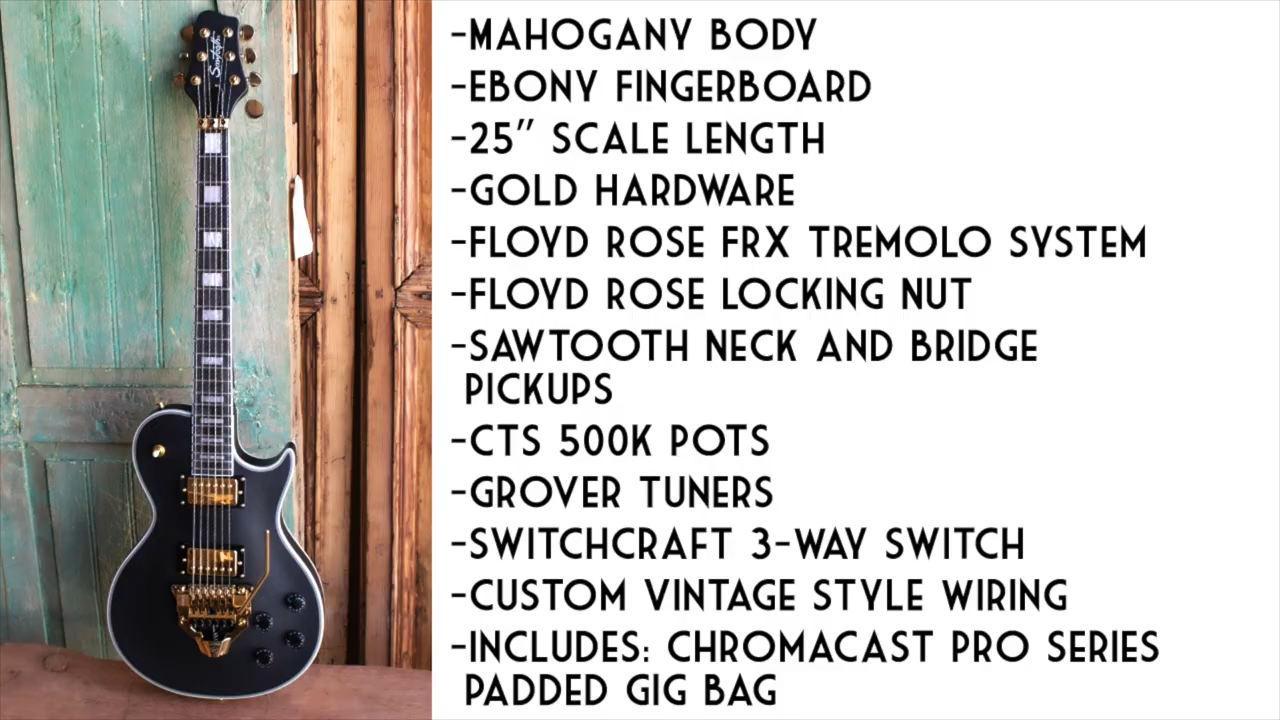 Sawtooth
-MAHOGANY BODY
-EBONY FINGERBOARD
-25" SCALE LENGTH
-GOLD HARDWARE
-FLOYD ROSE FRX TREMOLO SYSTEM
-FLOYD ROSE LOCKING NUT
-SAWTOOTH NECK AND BRIDGE
PICKUPS
-CTS 500K POTS
-GROVER TUNERS
-SWITCHCRAFT 3-WAY SWITCH
-CUSTOM VINTAGE STYLE WIRING
-INCLUDES: CHROMACAST PRO SERIES
PADDED GIG BAG